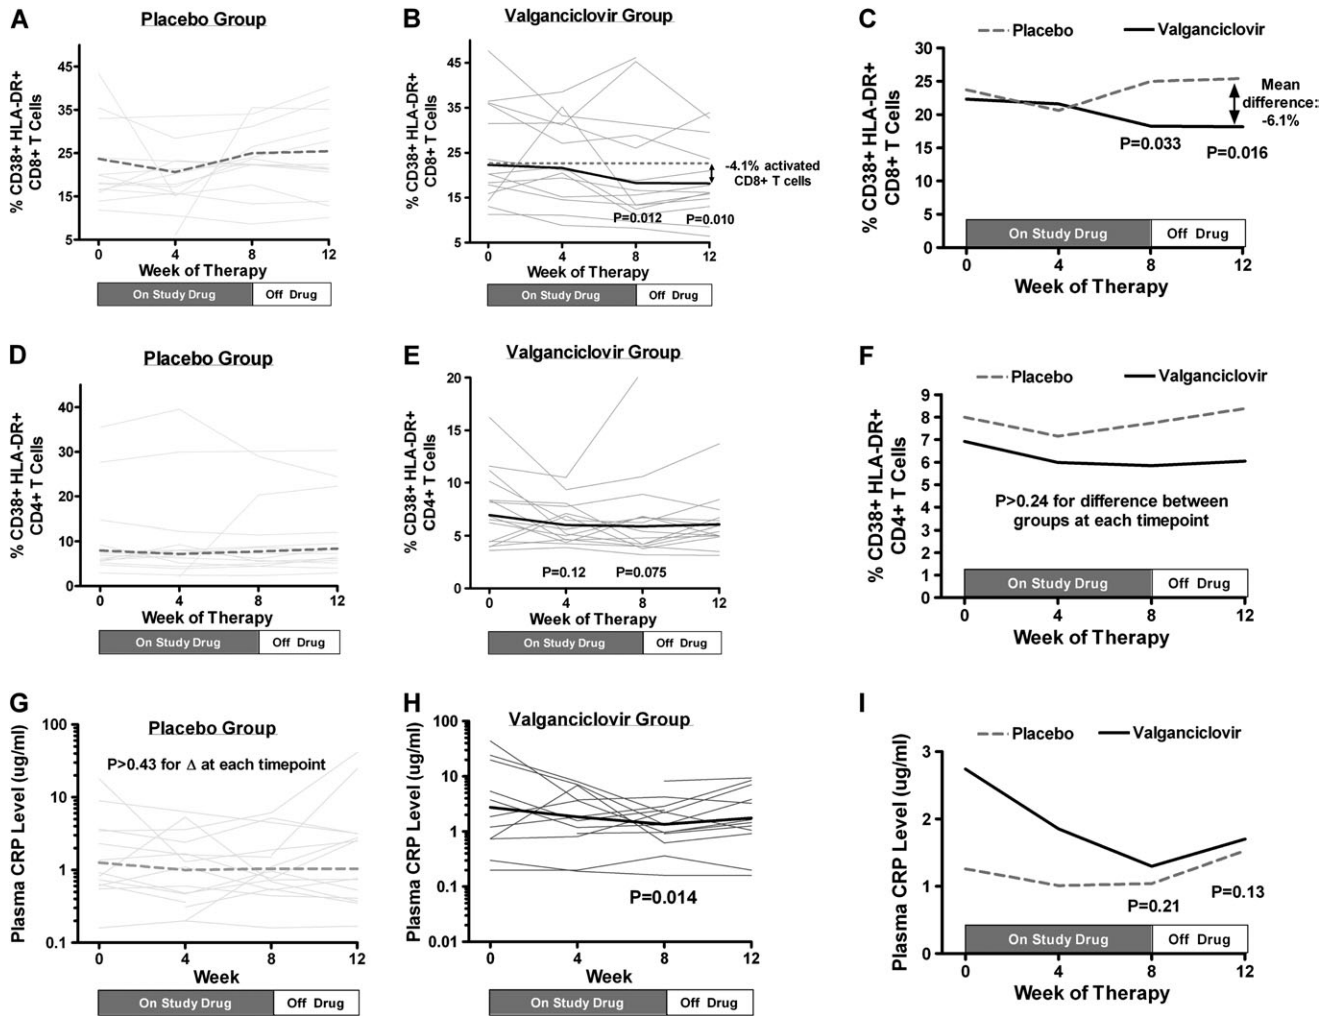 A
Placebo Group
% CD38+ HLA-DR+
CD8+ T Cells
45
35
25
15
5
0
4
8
12
Week of Therapy
On Study Drug
Off Drug
B
Valganciclovir Group
% CD38+ HLA-DR+
CD8+ T Cells
45
35
25
15
5
-4.1% activated
CD8+ T cells
P=0.012
P=0.010
0
4
8
12
Week of Therapy
On Study Drug
Off Drug
C
Placebo
Valganciclovir
% CD38+ HLA-DR+
CD8+ T Cells
30
25
20
15
10
5
0
Mean
difference:
-6.1%
P=0.033
P=0.016
On Study Drug
Off Drug
0
4
8
12
Week of Therapy
D
Placebo Group
% CD38+ HLA-DR+
CD4+ T Cells
40
30
20
10
0
0
4
8
12
Week of Therapy
On Study Drug
Off Drug
E
Valganciclovir Group
% CD38+ HLA-DR+
CD4+ T Cells
20
15
10
5
0
P=0.12
P=0.075
0
4
8
12
Week of Therapy
On Study Drug
Off Drug
F
Placebo
Valganciclovir
% CD38+ HLA-DR+
CD4+ T Cells
9
8
7
6
5
4
3
2
1
0
P>0.24 for difference between
groups at each timepoint
On Study Drug
Off Drug
0
4
8
12
Week of Therapy
G
Placebo Group
P>0.43 for Δ at each timepoint
Plasma CRP Level (ug/ml)
100
10
1
0.1
0
4
8
12
Week
On Study Drug
Off Drug
H
Valganciclovir Group
Plasma CRP Level (ug/ml)
100
10
1
0.1
0.01
P=0.014
0
4
8
12
Week
On Study Drug
Off Drug
I
Placebo
Valganciclovir
Plasma CRP Level (ug/ml)
3
2
1
0
P=0.21
P=0.13
On Study Drug
Off Drug
0
4
8
12
Week of Therapy